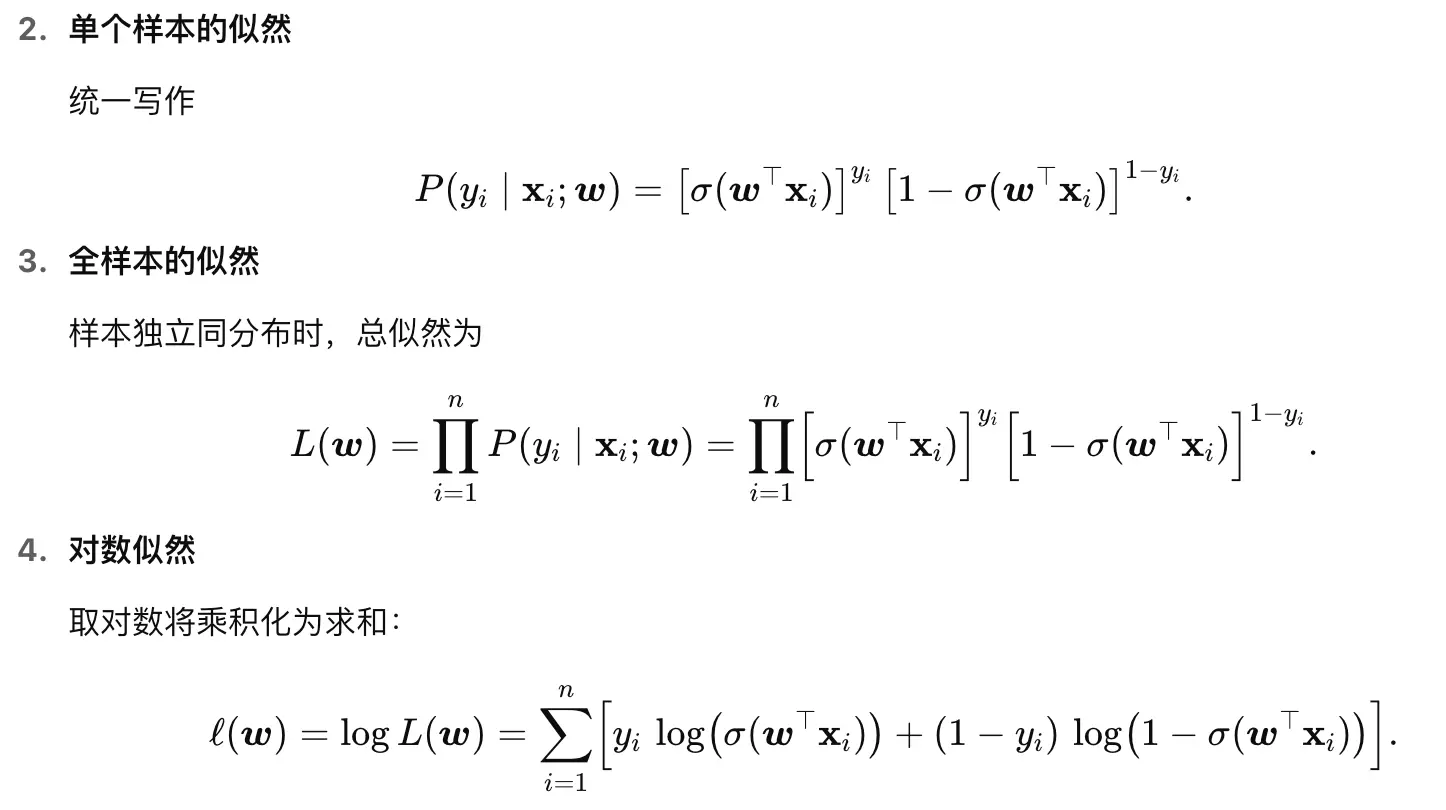 2. 单个样本的似然
统一写作
P(y_i | x_i; w) = [σ(w^⊤x_i)]^{y_i} [1 − σ(w^⊤x_i)]^{1−y_i}.
3. 全样本的似然
样本独立同分布时，总似然为
L(w) = ∏_{i=1}^{n} P(y_i | x_i; w) = ∏_{i=1}^{n} [σ(w^⊤x_i)]^{y_i} [1 − σ(w^⊤x_i)]^{1−y_i}.
4. 对数似然
取对数将乘积化为求和：
ℓ(w) = log L(w) = ∑_{i=1}^{n} [y_i log(σ(w^⊤x_i)) + (1 − y_i) log(1 − σ(w^⊤x_i))].